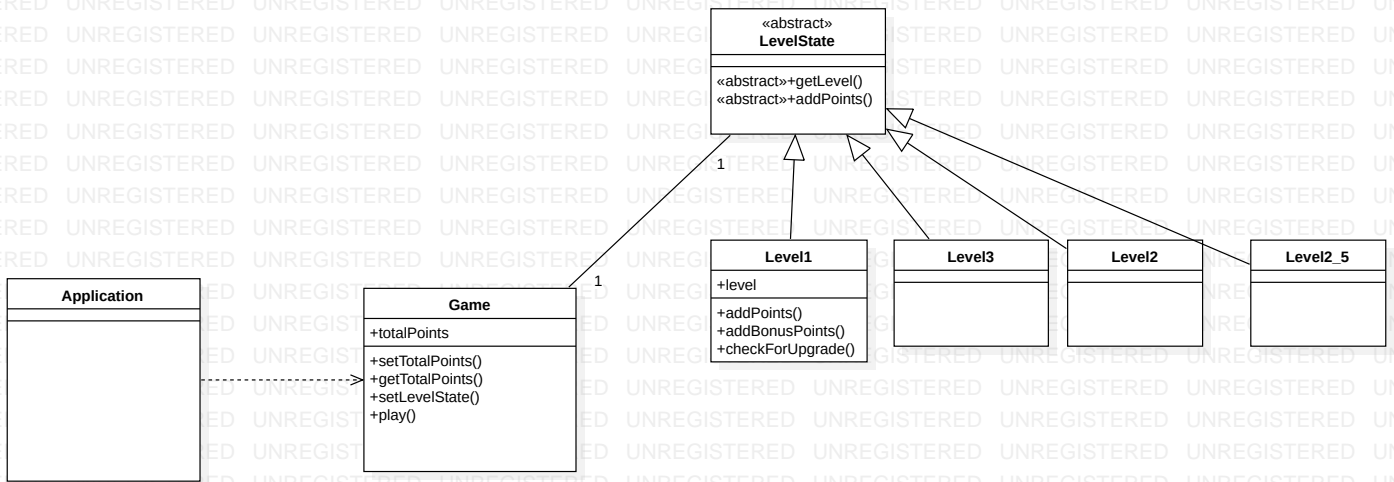 «abstract»
LevelState
«abstract»+getLevel()
«abstract»+addPoints()
1
1
Application
Game
+totalPoints
+setTotalPoints()
+getTotalPoints()
+setLevelState()
+play()
Level1
+level
+addPoints()
+addBonusPoints()
+checkForUpgrade()
Level3
Level2
Level2_5
UNREGISTERED